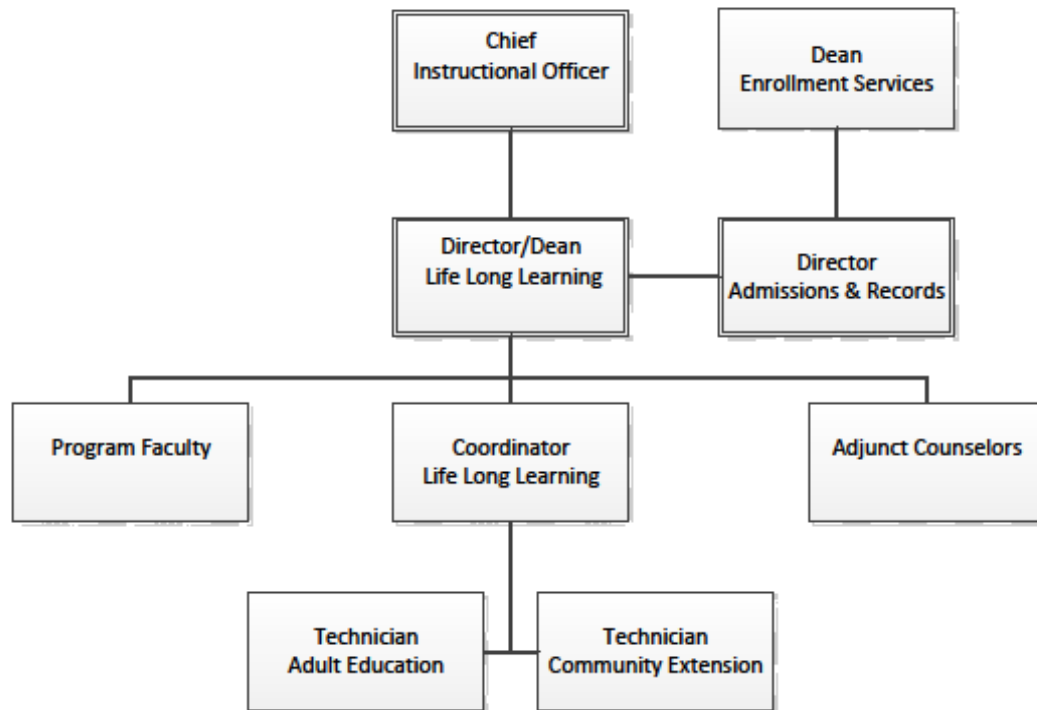 Chief
Instructional Officer
Dean
Enrollment Services
Director/Dean
Life Long Learning
Director
Admissions & Records
Program Faculty
Coordinator
Life Long Learning
Adjunct Counselors
Technician
Adult Education
Technician
Community Extension